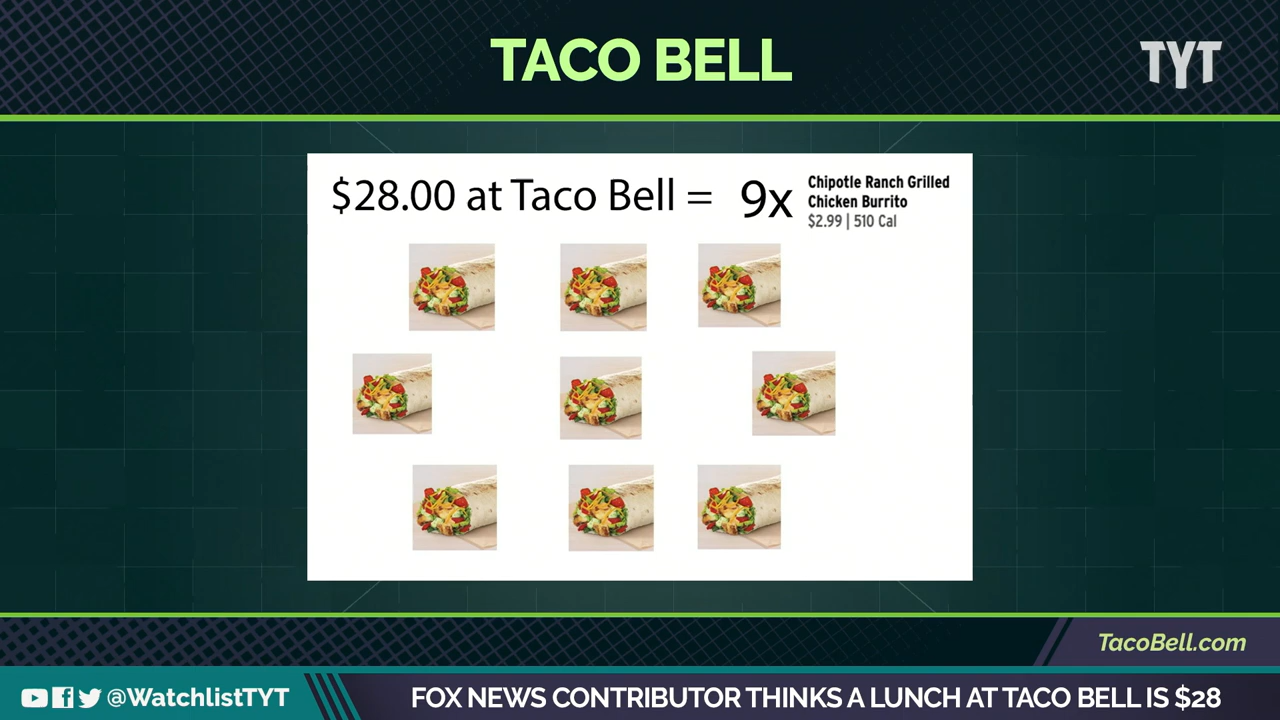 TACO BELL
TYT
$28.00 at Taco Bell = 9x
Chipotle Ranch Grilled
Chicken Burrito
$2.99 | 510 Cal
TacoBell.com
@WatchlistTYT
FOX NEWS CONTRIBUTOR THINKS A LUNCH AT TACO BELL IS $28